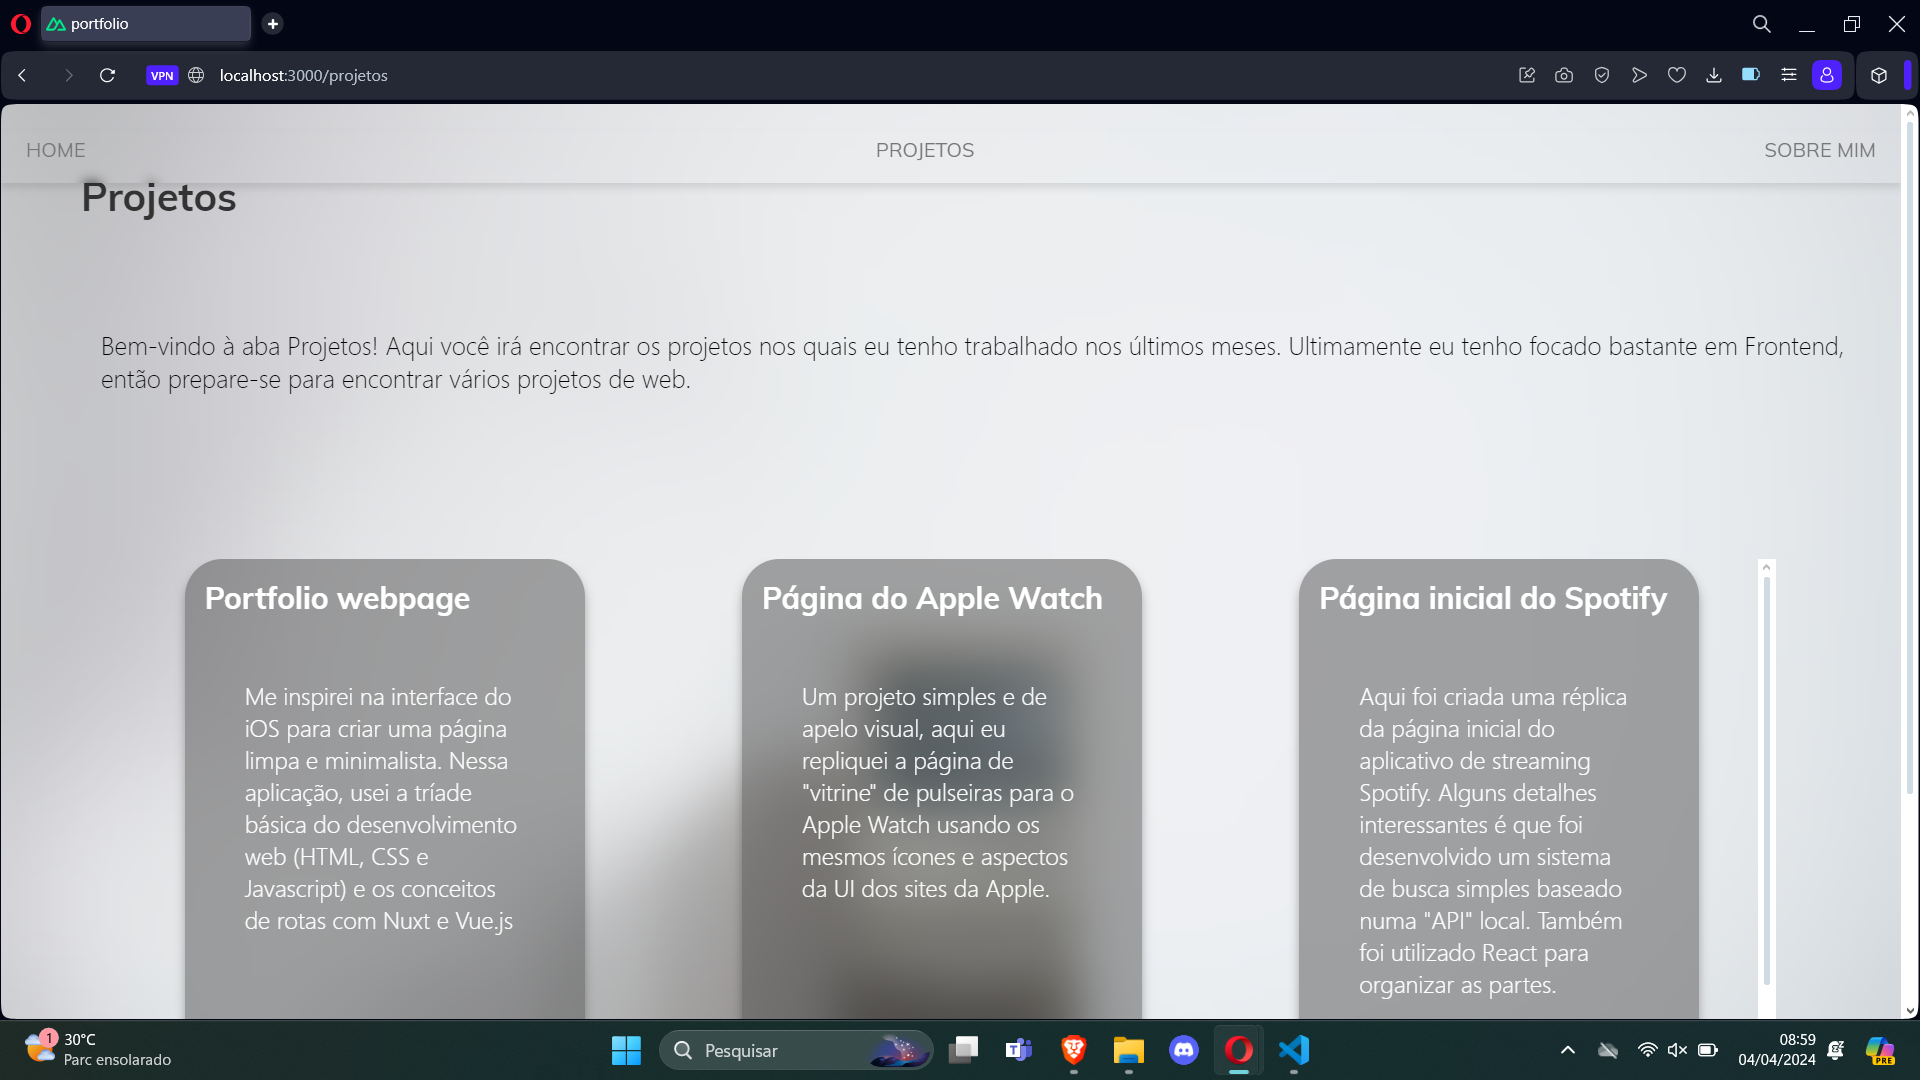 portfolio
VPN
localhost:3000/projetos
HOME
PROJETOS
SOBRE MIM
Projetos
Bem-vindo à aba Projetos! Aqui você irá encontrar os projetos nos quais eu tenho trabalhado nos últimos meses. Ultimamente eu tenho focado bastante em Frontend,
então prepare-se para encontrar vários projetos de web.
Portfolio webpage
Me inspirei na interface do
iOS para criar uma página
limpa e minimalista. Nessa
aplicação, usei a tríade
básica do desenvolvimento
web (HTML, CSS e
Javascript) e os conceitos
de rotas com Nuxt e Vue.js
Página do Apple Watch
Um projeto simples e de
apelo visual, aqui eu
repliquei a página de
"vitrine" de pulseiras para o
Apple Watch usando os
mesmos ícones e aspectos
da UI dos sites da Apple.
Página inicial do Spotify
Aqui foi criada uma réplica
da página inicial do
aplicativo de streaming
Spotify. Alguns detalhes
interessantes é que foi
desenvolvido um sistema
de busca simples baseado
numa "API" local. Também
foi utilizado React para
organizar as partes.
1
30°C
Parc ensolarado
Pesquisar
08:59
04/04/2024
PRE